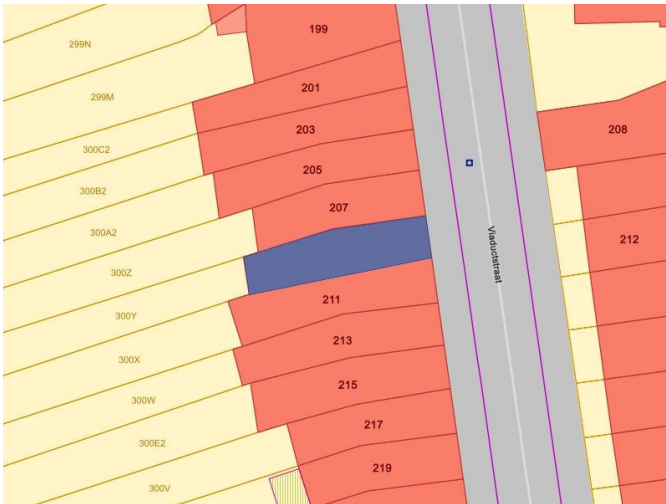 199
299N
201
299M
203
208
300C2
205
300B2
207
300A2
212
Viaductstraat
300Z
211
300Y
213
300X
215
300W
217
300E2
219
300V